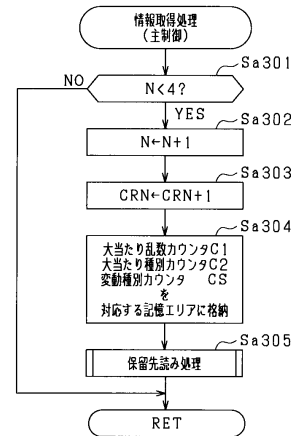 情報取得処理
(主制御)
Sa301
NO
N<4?
YES
Sa302
N←N+1
Sa303
CRN←CRN+1
Sa304
大当たり乱数カウンタC1
大当たり種別カウンタC2
変動種別カウンタ CS
を
対応する記憶エリアに格納
Sa305
保留先読み処理
RET